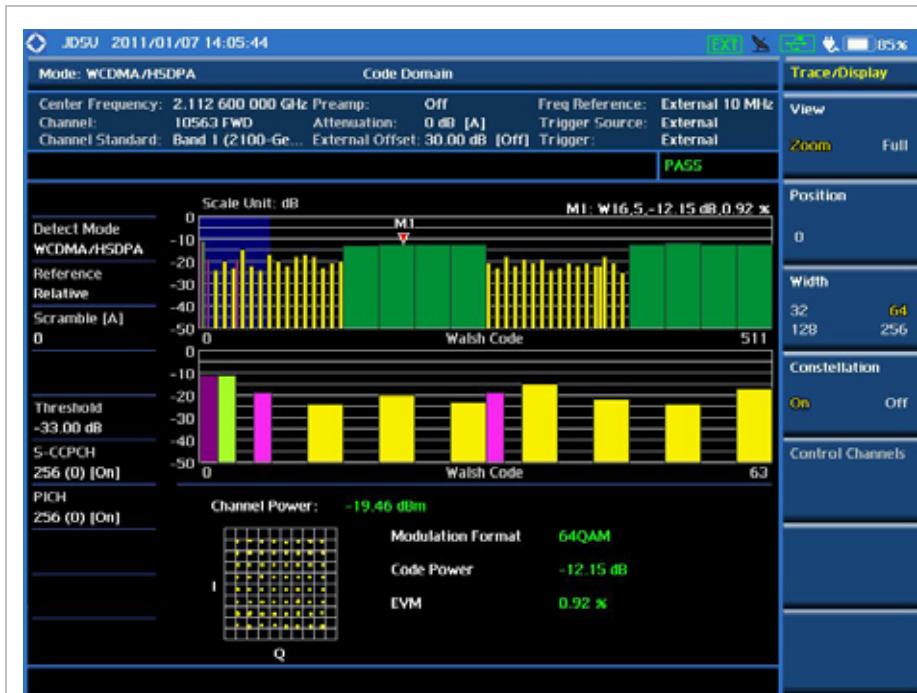 JDSU 2011/01/07 14:05:44 EXT 85%
Mode: WCDMA/HSDPA Code Domain Trace/Display
Center Frequency: 2.112 600 000 GHz Preamp: Off Freq Reference: External 10 MHz
Channel: 10563 FWD Attenuation: 0 dB [A] Trigger Source: External
Channel Standard: Band 1 (2100-Ge... External Offset: 30.00 dB [Off] Trigger: External
PASS
View
Zoom Full
Position
0
Width
32 64
128 256
Constellation
On Off
Control Channels
Detect Mode
WCDMA/HSDPA
Reference
Relative
Scramble [A]
0
Threshold
-33.00 dB
S-CCPCH
256 (0) [On]
PICH
256 (0) [On]
Scale Unit: dB M1: W16,5,-12.15 dB,0.92 %
M1
0
-10
-20
-30
-40
-50
0 Walsh Code 511
0
-10
-20
-30
-40
-50
0 Walsh Code 63
Channel Power: -19.46 dBm
Modulation Format 64QAM
Code Power -12.15 dB
EVM 0.92 %
I
Q